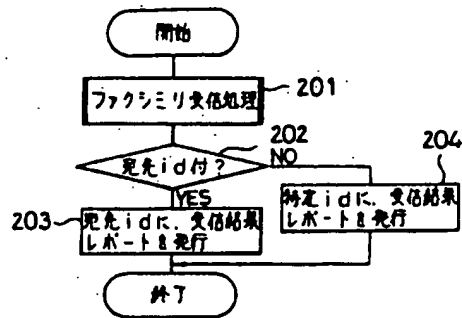 開始
ファクシミリ受信処理
201
202
宛先id付?
NO
204
YES
203
宛先idに、受信結果
レポートを発行
特定idに、受信結果
レポートを発行
終了